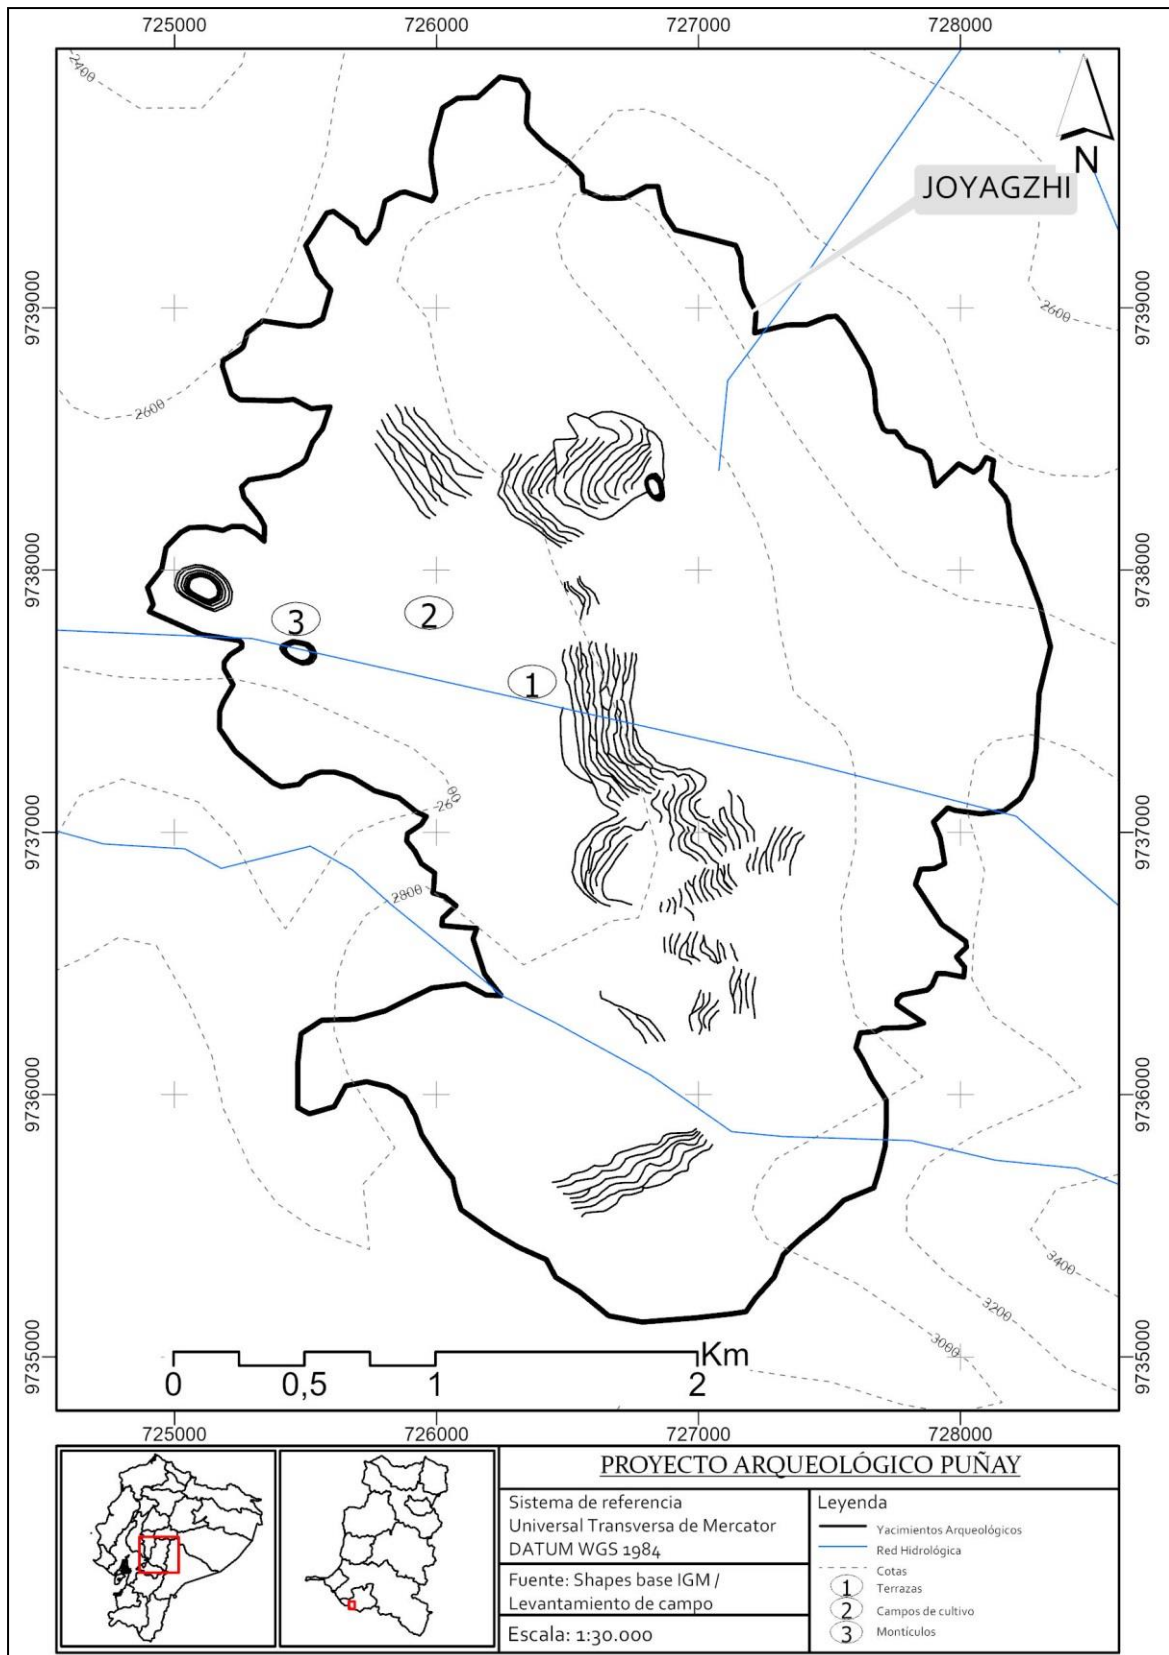 725000 726000 727000 728000
2400
N
JOYAGZHI
9739000 9739000
2600
2600
9738000 9738000
3 2
1
260
00
9737000 9737000
2800
9736000 9736000
3400
3200
3000
9735000 9735000
Km
0 0,5 1 2
725000 726000 727000 728000
PROYECTO ARQUEOLÓGICO PUÑAY
Sistema de referencia
Universal Transversa de Mercator
DATUM WGS 1984
Fuente: Shapes base IGM /
Levantamiento de campo
Escala: 1:30.000
Leyenda
Yacimientos Arqueológicos
Red Hidrológica
Cotas
1 Terrazas
2 Campos de cultivo
3 Montículos